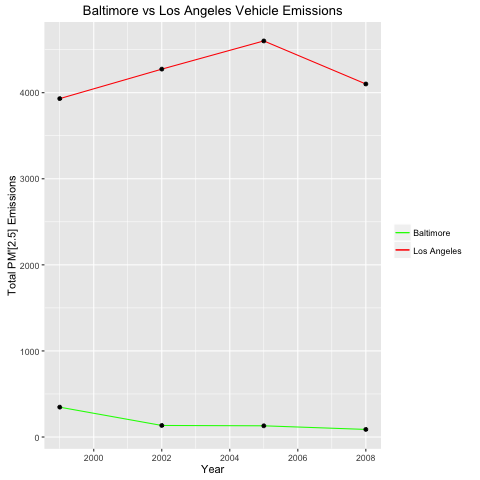 Baltimore vs Los Angeles Vehicle Emissions
Total PM'[2.5] Emissions
4000
3000
2000
1000
0
2000 2002 2004 2006 2008
Year
Baltimore
Los Angeles